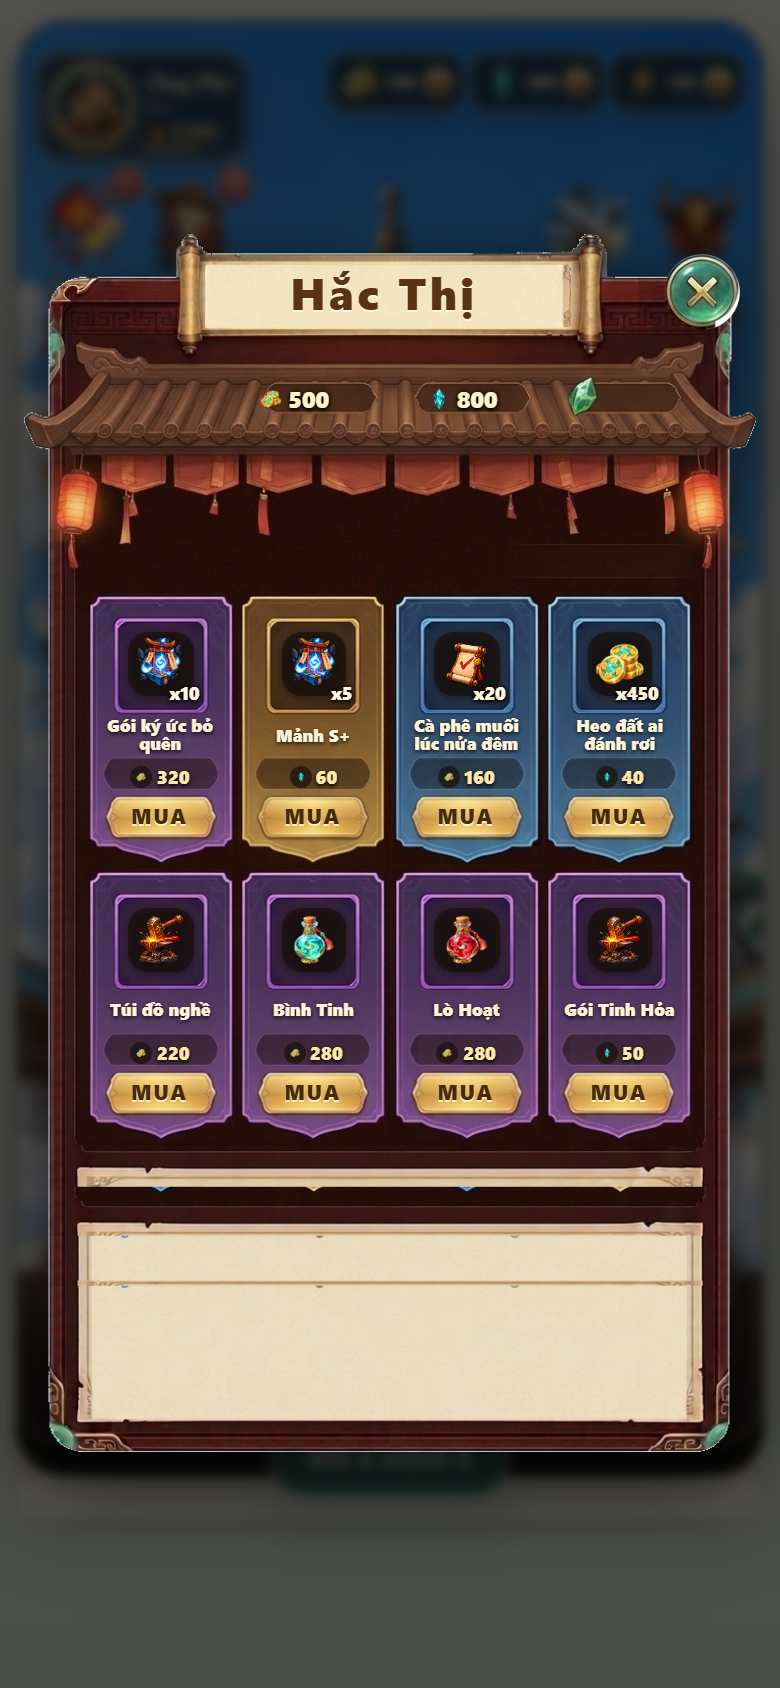 Hắc Thị
500
800
x10
x5
x20
x450
Gói ký ức bỏ
quên
Mảnh S+
Cà phê muối
lúc nửa đêm
Heo đất ai
đánh rơi
320
60
160
40
MUA
MUA
MUA
MUA
Túi đồ nghề
Bình Tinh
Lò Hoạt
Gói Tinh Hỏa
220
280
280
50
MUA
MUA
MUA
MUA